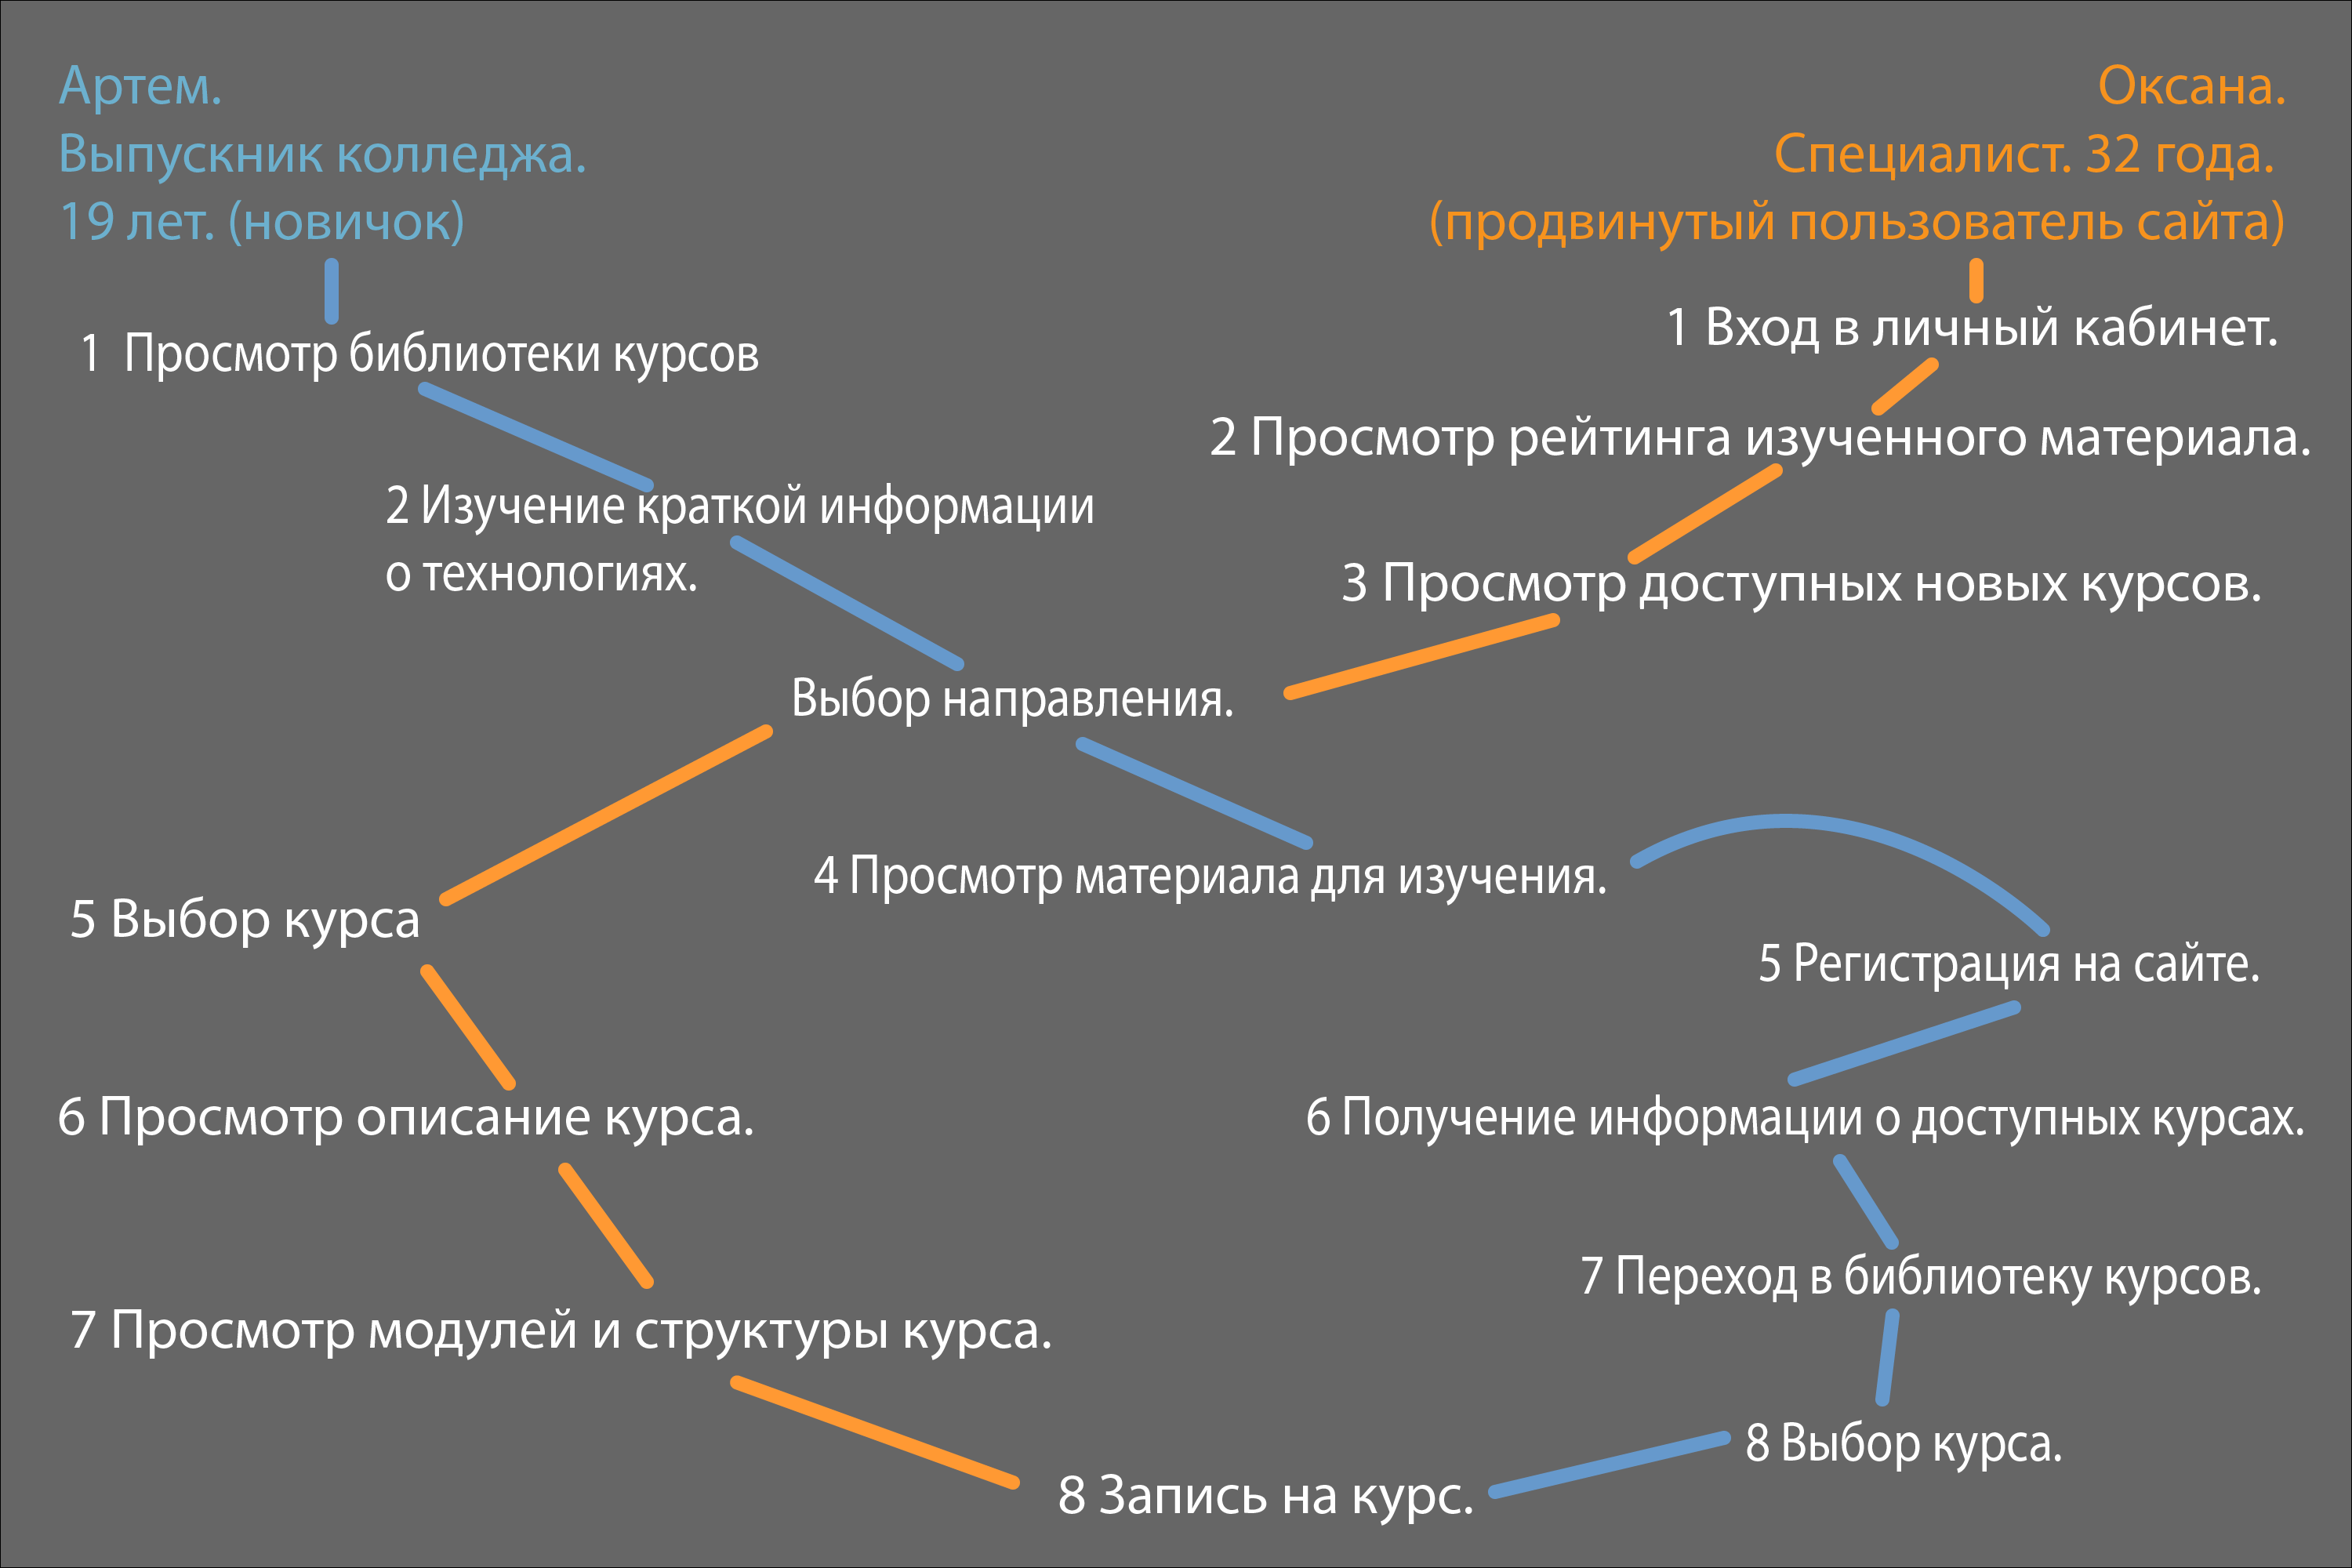 Артем.
Выпускник колледжа.
19 лет. (новичок)
Оксана.
Специалист. 32 года.
(продвинутый пользователь сайта)
1 Просмотр библиотеки курсов
1 Вход в личный кабинет.
2 Просмотр рейтинга изученного материала.
2 Изучение краткой информации
о технологиях.
3 Просмотр доступных новых курсов.
Выбор направления.
4 Просмотр материала для изучения.
5 Выбор курса
5 Регистрация на сайте.
6 Просмотр описание курса.
6 Получение информации о доступных курсах.
7 Переход в библиотеку курсов.
7 Просмотр модулей и структуры курса.
8 Выбор курса.
8 Запись на курс.